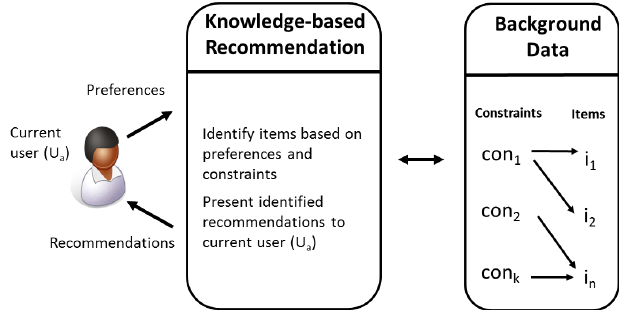 Knowledge-based
Recommendation
Background
Data
Preferences
Current
user (Uₐ)
Recommendations
Identify items based on
preferences and
constraints
Present identified
recommendations to
current user (Uₐ)
Constraints Items
con₁ i₁
i₂
con₂
conₖ iₙ